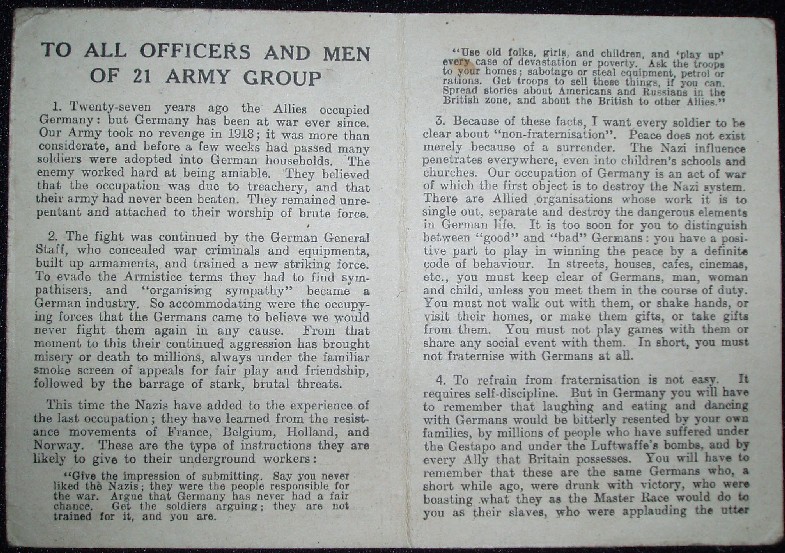 TO ALL OFFICERS AND MEN
OF 21 ARMY GROUP
1. Twenty-seven years ago the Allies occupied
Germany: but Germany has been at war ever since.
Our Army took no revenge in 1918; it was more than
considerate, and before a few weeks had passed many
soldiers were adopted into German households. The
enemy worked hard at being amiable. They believed
that the occupation was due to treachery, and that
their army had never been beaten. They remained unre-
pentant and attached to their worship of brute force.
2. The fight was continued by the German General
Staff, who concealed war criminals and equipments,
built up armaments, and trained a new striking force.
To evade the Armistice terms they had to find sym-
pathisers, and "organising sympathy" became a
German industry. So accommodating were the occupy-
ing forces that the Germans came to believe we would
never fight them again in any cause. From that
moment to this their continued aggression has brought
misery or death to millions, always under the familiar
smoke screen of appeals for fair play and friendship,
followed by the barrage of stark, brutal threats.
This time the Nazis have added to the experience of
the last occupation; they have learned from the resist-
ance movements of France, Belgium, Holland, and
Norway. These are the type of instructions they are
likely to give to their underground workers:
"Give the impression of submitting. Say you never
liked the Nazis; they were the people responsible for
the war. Argue that Germany has never had a fair
chance. Get the soldiers arguing; they are not
trained for it, and you are.
"Use old folks, girls, and children, and 'play up'
every case of devastation or poverty. Ask the troops
to your homes; sabotage or steal equipment, petrol or
rations. Get troops to sell these things, if you can.
Spread stories about Americans and Russians in the
British zone, and about the British to other Allies."
3. Because of these facts, I want every soldier to be
clear about "non-fraternisation". Peace does not exist
merely because of a surrender. The Nazi influence
penetrates everywhere, even into children's schools and
churches. Our occupation of Germany is an act of war
of which the first object is to destroy the Nazi system.
There are Allied organisations whose work it is to
single out, separate and destroy the dangerous elements
in German life. It is too soon for you to distinguish
between "good" and "bad" Germans: you have a posi-
tive part to play in winning the peace by a definite
code of behaviour. In streets, houses, cafes, cinemas,
etc., you must keep clear of Germans, man, woman
and child, unless you meet them in the course of duty.
You must not walk out with them, or shake hands, or
visit their homes, or make them gifts, or take gifts
from them. You must not play games with them or
share any social event with them. In short, you must
not fraternise with Germans at all.
4. To refrain from fraternisation is not easy. It
requires self-discipline. But in Germany you will have
to remember that laughing and eating and dancing
with Germans would be bitterly resented by your own
families, by millions of people who have suffered under
the Gestapo and under the Luftwaffe's bombs, and by
every Ally that Britain possesses. You will have to
remember that these are the same Germans who, a
short while ago, were drunk with victory, who were
boasting what they as the Master Race would do to
you as their slaves, who were applauding the utter